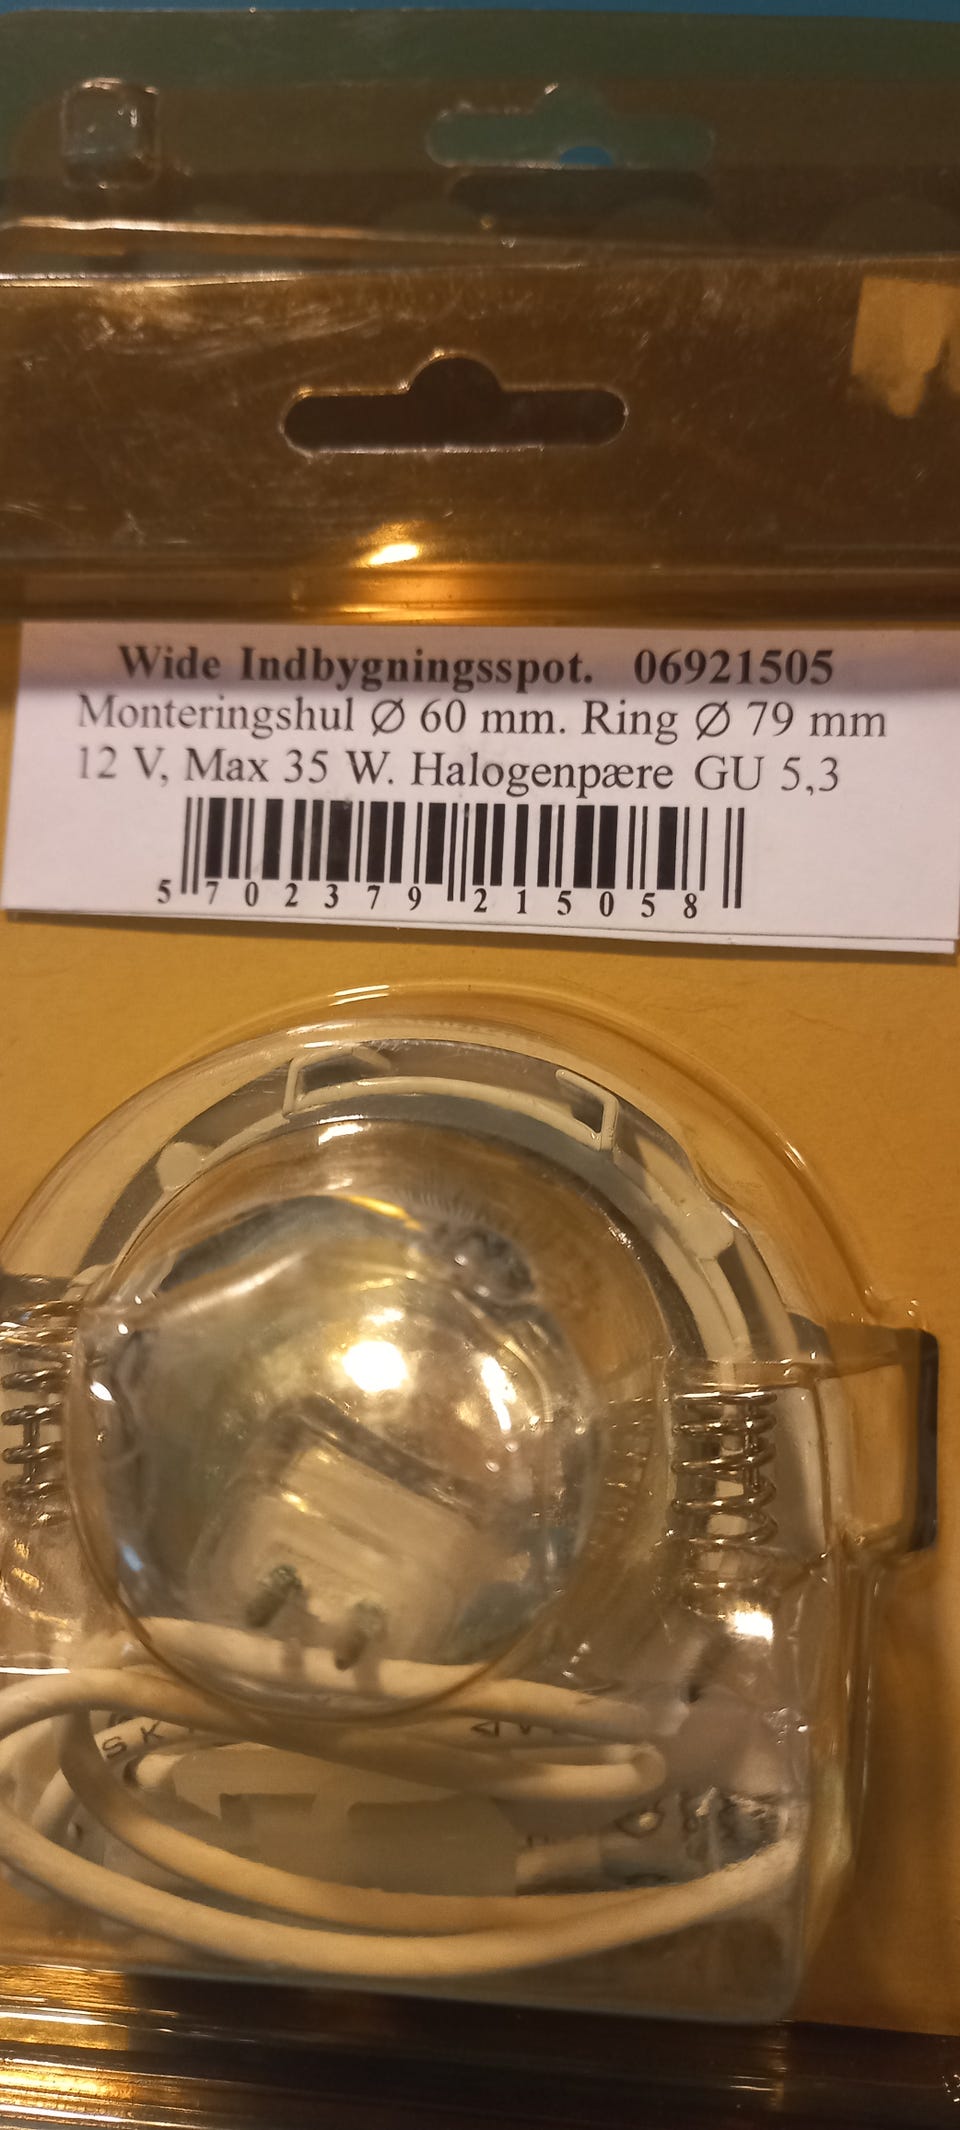 Wide Indbygningsspot. 06921505
Monteringshul Ø 60 mm. Ring Ø 79 mm
12 V, Max 35 W. Halogenpære GU 5,3
5 702379 215058
SK